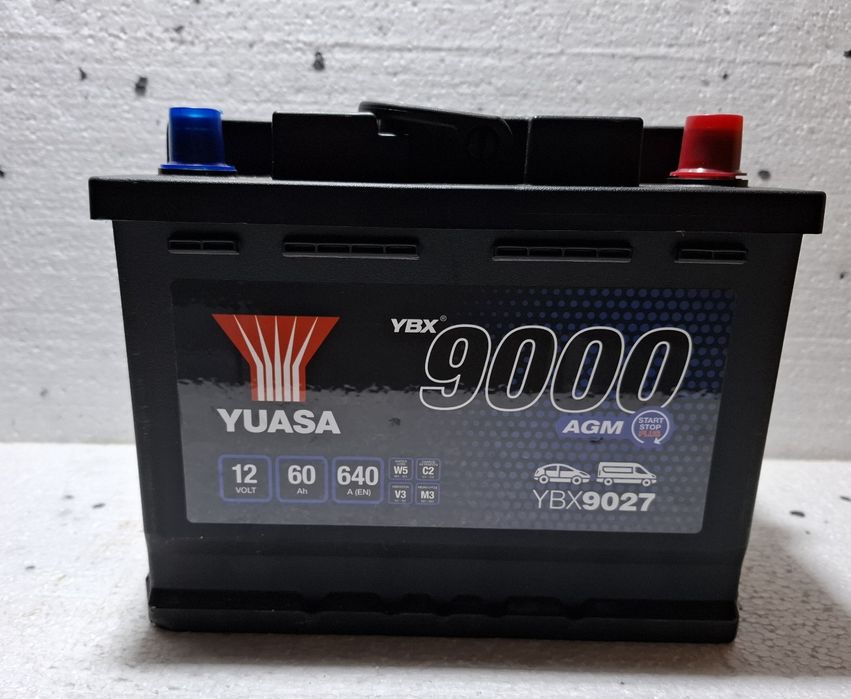 YBX® 9000
YUASA
AGM
START
STOP
PLUS
12
VOLT
60
Ah
640
A (EN)
W5
C2
V3
M3
YBX9027